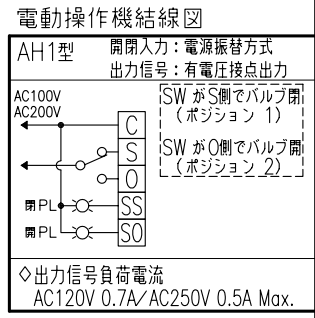 電動操作機結線図
AH1型
開閉入力：電源振替方式
出力信号：有電圧接点出力
AC100V
AC200V
C
S
O
SS
SO
閉PL
開PL
SWがS側でバルブ閉
(ポジション 1)
SWがO側でバルブ開
(ポジション 2)
◇出力信号負荷電流
AC120V 0.7A/AC250V 0.5A Max.